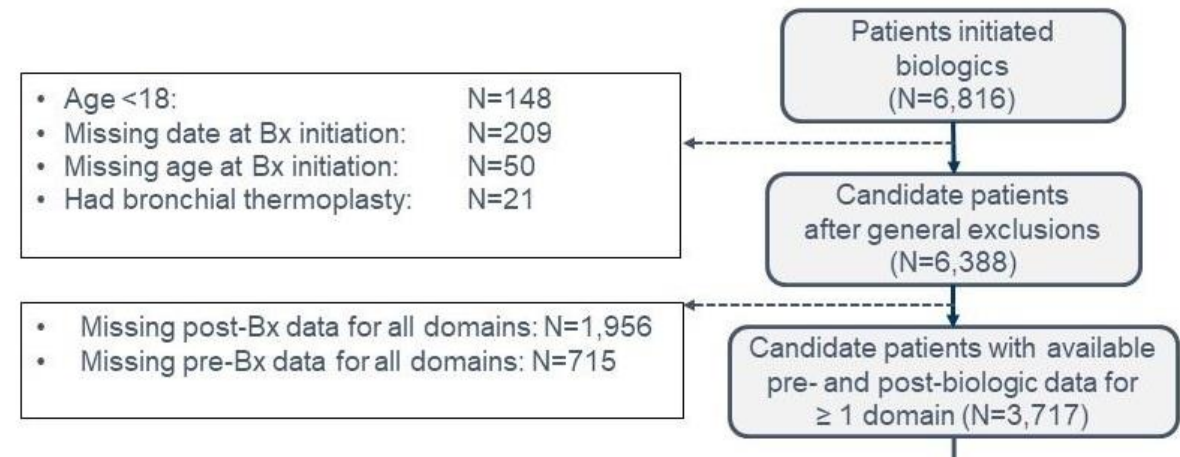 Patients initiated
biologics
(N=6,816)
• Age <18: N=148
• Missing date at Bx initiation: N=209
• Missing age at Bx initiation: N=50
• Had bronchial thermoplasty: N=21
Candidate patients
after general exclusions
(N=6,388)
• Missing post-Bx data for all domains: N=1,956
• Missing pre-Bx data for all domains: N=715
Candidate patients with available
pre- and post-biologic data for
≥ 1 domain (N=3,717)